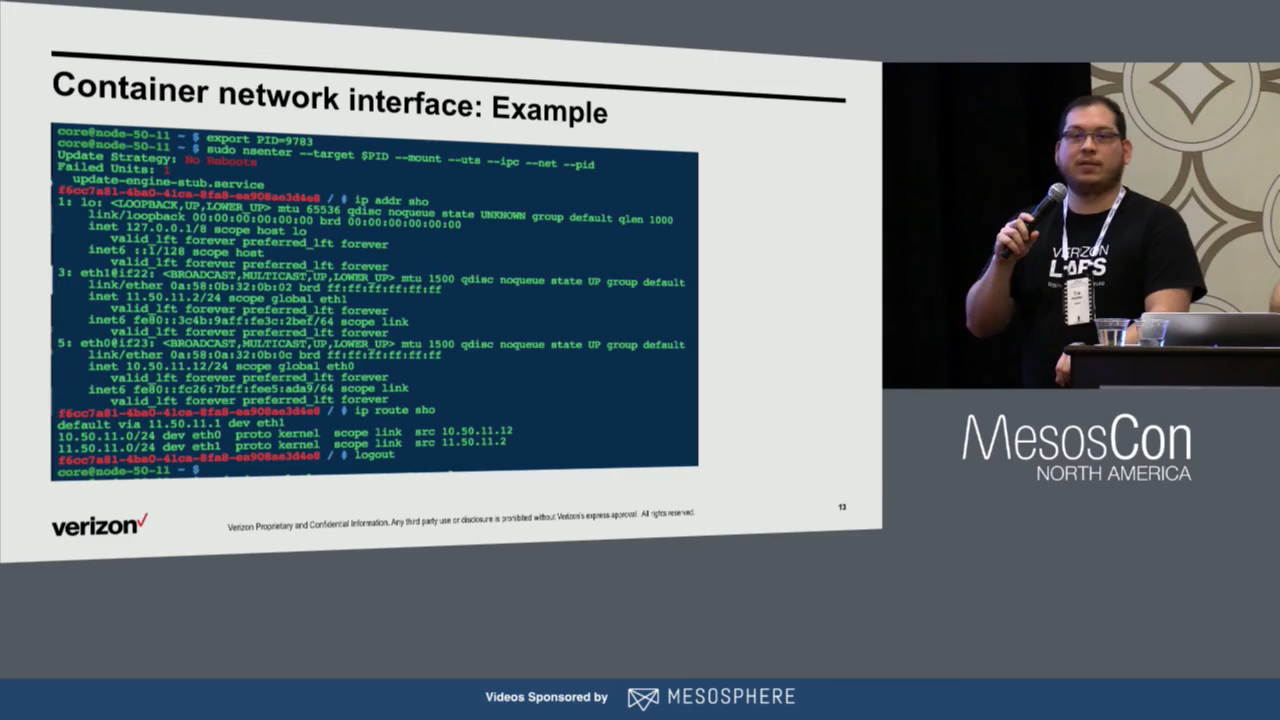 Container network interface: Example
core@node-50-11 ~ $ export PID=9783
core@node-50-11 ~ $ sudo nsenter --target $PID --mount --uts --ipc --net --pid
Update Strategy: No Reboots
Failed Units: 1
update-engine-stub.service
f6cc7a81-4ba0-41ca-8fa8-ea908ae3d4e8 / # ip addr sho
1: lo: <LOOPBACK,UP,LOWER_UP> mtu 65536 qdisc noqueue state UNKNOWN group default qlen 1000
link/loopback 00:00:00:00:00:00 brd 00:00:00:00:00:00
inet 127.0.0.1/8 scope host lo
valid_lft forever preferred_lft forever
inet6 ::1/128 scope host
valid_lft forever preferred_lft forever
3: eth1@if22: <BROADCAST,MULTICAST,UP,LOWER_UP> mtu 1500 qdisc noqueue state UP group default
link/ether 0a:58:0b:32:0b:02 brd ff:ff:ff:ff:ff:ff
inet 11.50.11.2/24 scope global eth1
valid_lft forever preferred_lft forever
inet6 fe80::3c4b:9aff:fe3c:2bef/64 scope link
valid_lft forever preferred_lft forever
5: eth0@if23: <BROADCAST,MULTICAST,UP,LOWER_UP> mtu 1500 qdisc noqueue state UP group default
link/ether 0a:58:0a:32:0b:0c brd ff:ff:ff:ff:ff:ff
inet 10.50.11.12/24 scope global eth0
valid_lft forever preferred_lft forever
inet6 fe80::fc26:7bff:fee5:ada9/64 scope link
valid_lft forever preferred_lft forever
f6cc7a81-4ba0-41ca-8fa8-ea908ae3d4e8 / # ip route sho
default via 11.50.11.1 dev eth1
10.50.11.0/24 dev eth0 proto kernel scope link src 10.50.11.12
11.50.11.0/24 dev eth1 proto kernel scope link src 11.50.11.2
f6cc7a81-4ba0-41ca-8fa8-ea908ae3d4e8 / # logout
core@node-50-11 ~ $
verizon
Verizon Proprietary and Confidential Information. Any third party use or disclosure is prohibited without Verizon's express approval. All rights reserved.
13
VERIZON
LABS
MesosCon
NORTH AMERICA
Videos Sponsored by
MESOSPHERE